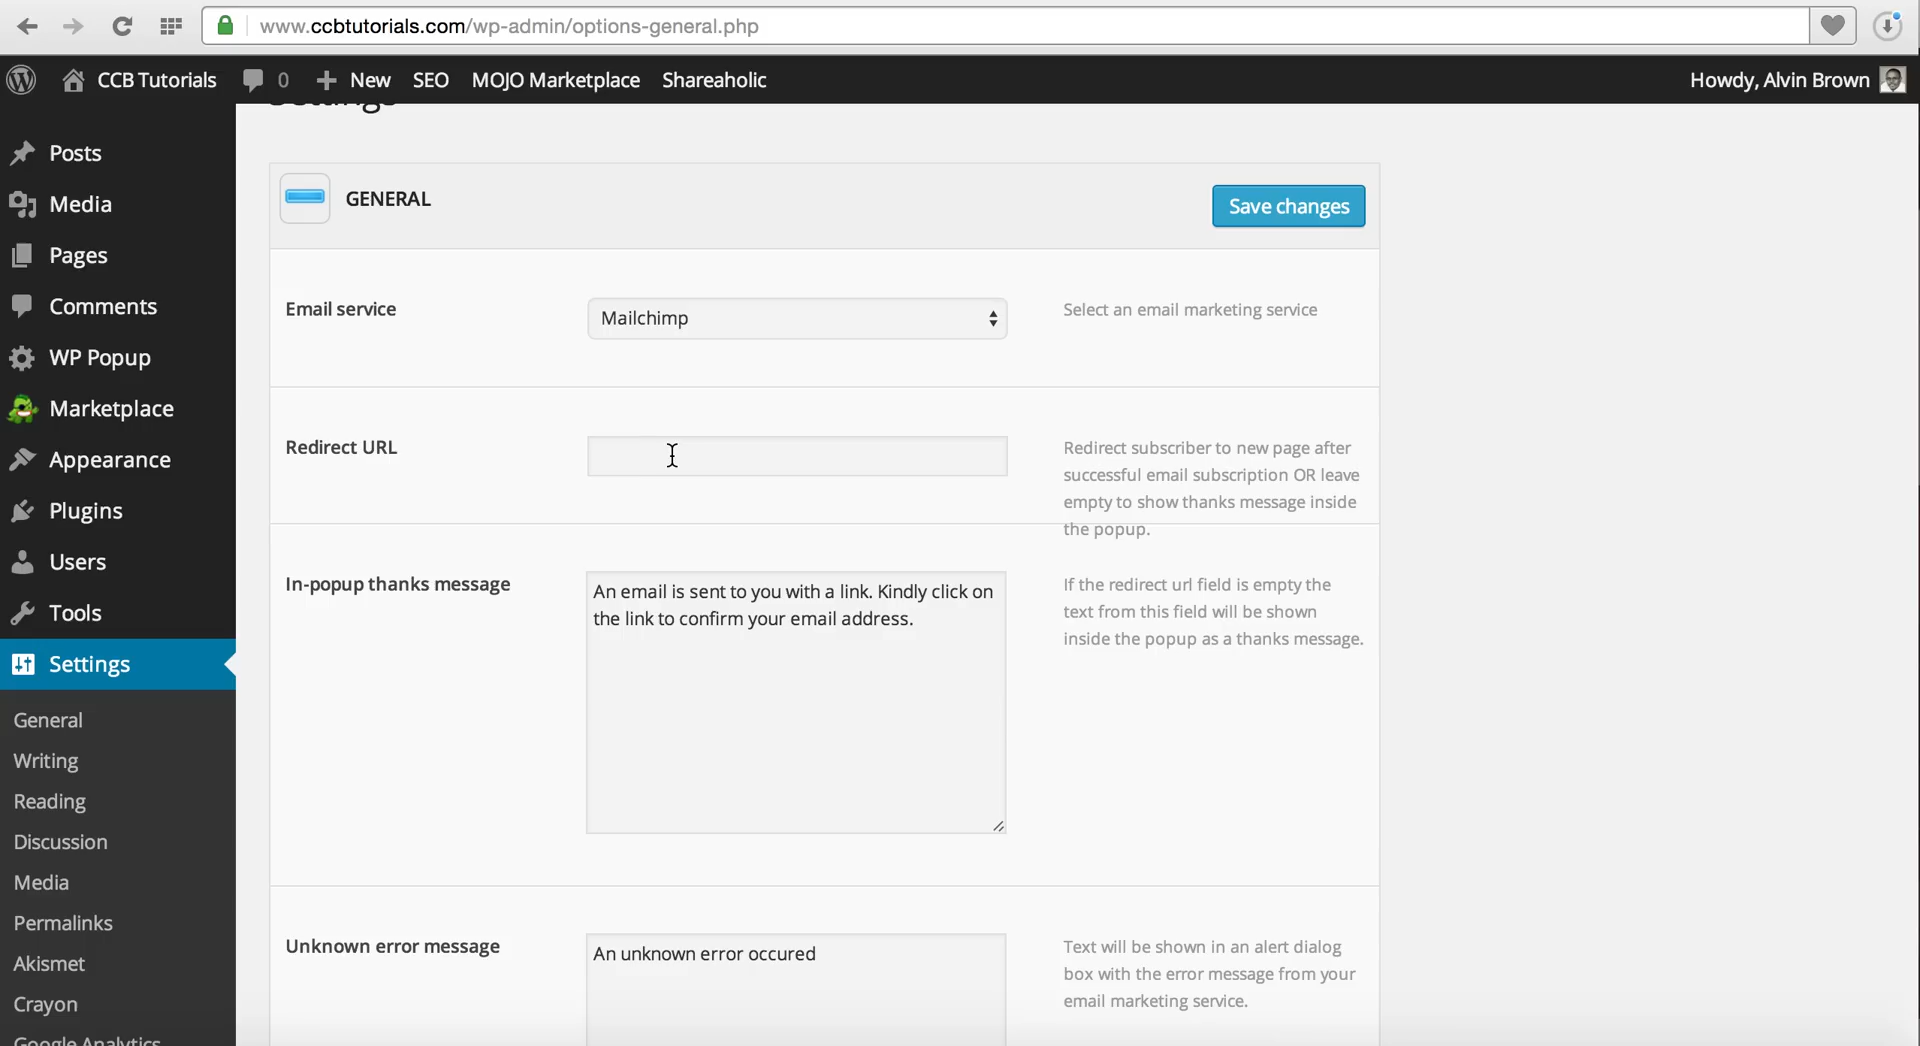 www.ccbtutorials.com/wp-admin/options-general.php
CCB Tutorials 0 New SEO MOJO Marketplace Shareaholic Howdy, Alvin Brown
Settings
Posts
Media
Pages
Comments
WP Popup
Marketplace
Appearance
Plugins
Users
Tools
Settings
General
Writing
Reading
Discussion
Media
Permalinks
Akismet
Crayon
Google Analytics
GENERAL
Save changes
Email service
Mailchimp
Select an email marketing service
Redirect URL
Redirect subscriber to new page after
successful email subscription OR leave
empty to show thanks message inside
the popup.
In-popup thanks message
An email is sent to you with a link. Kindly click on
the link to confirm your email address.
If the redirect url field is empty the
text from this field will be shown
inside the popup as a thanks message.
Unknown error message
An unknown error occured
Text will be shown in an alert dialog
box with the error message from your
email marketing service.